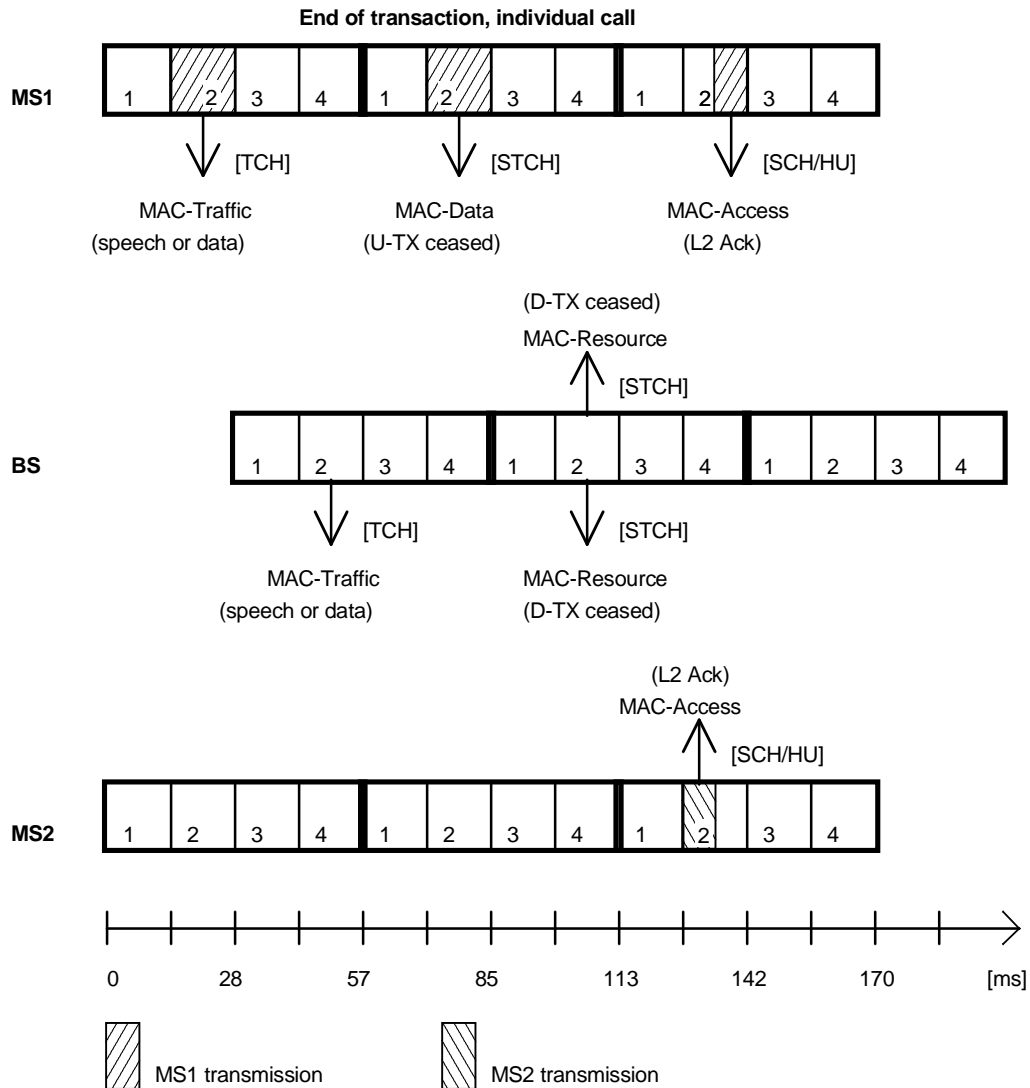 End of transaction, individual call
MS1
1 2 3 4 1 2 3 4 1 2 3 4
[TCH] [STCH] [SCH/HU]
MAC-Traffic MAC-Data MAC-Access
(speech or data) (U-TX ceased) (L2 Ack)
(D-TX ceased)
MAC-Resource
[STCH]
BS
1 2 3 4 1 2 3 4 1 2 3 4
[TCH] [STCH]
MAC-Traffic MAC-Resource
(speech or data) (D-TX ceased)
(L2 Ack)
MAC-Access
[SCH/HU]
MS2
1 2 3 4 1 2 3 4 1 2 3 4
0 28 57 85 113 142 170 [ms]
MS1 transmission MS2 transmission